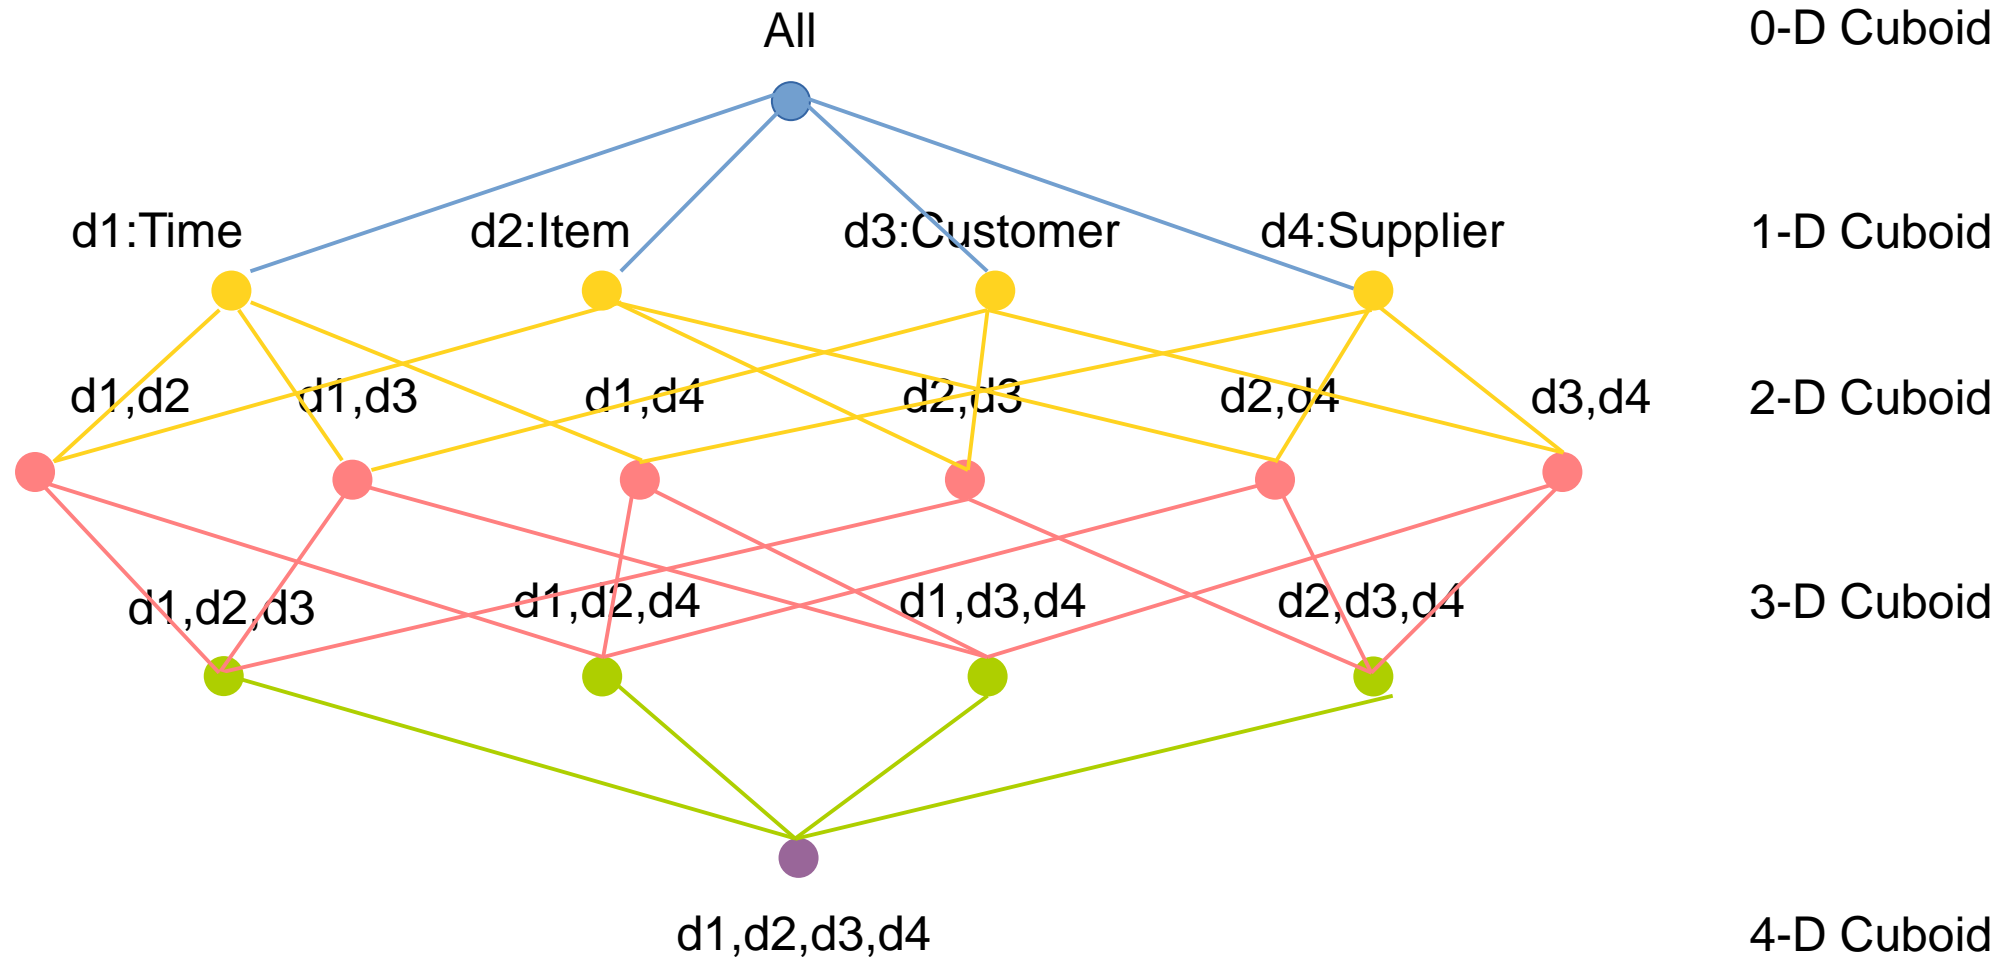 All
0-D Cuboid
d1:Time
d2:Item
d3:Customer
d4:Supplier
1-D Cuboid
d1,d2
d1,d3
d1,d4
d2,d3
d2,d4
d3,d4
2-D Cuboid
d1,d2,d3
d1,d2,d4
d1,d3,d4
d2,d3,d4
3-D Cuboid
d1,d2,d3,d4
4-D Cuboid